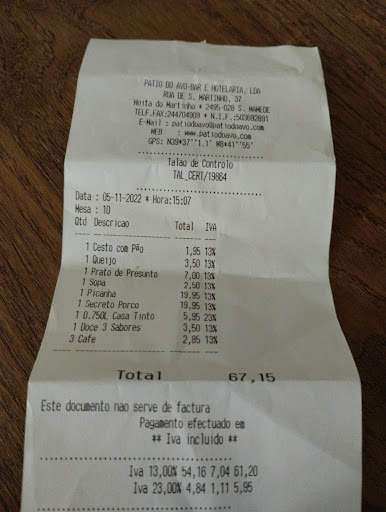 PATIO DO AVO-BAR E HOTELARIA, LDA
RUA DE S. MARTINHO, 37
Moita do Martinho * 2495-028 S. MAMEDE
TELF.FAX:244704909 * N.I.F.:503692891
E-Mail : patiodoavo@patiodoavo.com
WEB : www.patiodoavo.com
GPS: N39*37''1.1' W8*41''55'
Talao de Controlo
TAL_CERT/19864
Data : 05-11-2022 * Hora:15:07
Mesa : 10
Qtd Descricao Total IVA
1 Cesto com P
o 1,95 13%
1 Queijo 3,50 13%
1 Prato de Presunto 7,00 13%
1 Sopa 2,50 13%
1 Picanha 19,95 13%
1 Secreto Porco 19,95 13%
1 0.750L Casa Tinto 5,95 23%
1 Doce 3 Sabores 3,50 13%
3 Cafe 2,85 13%
Total 67,15
Este documento nao serve de factura
Pagamento efectuado em
** Iva incluido **
Iva 13,00% 54,16 7,04 61,20
Iva 23,00% 4,84 1,11 5,95